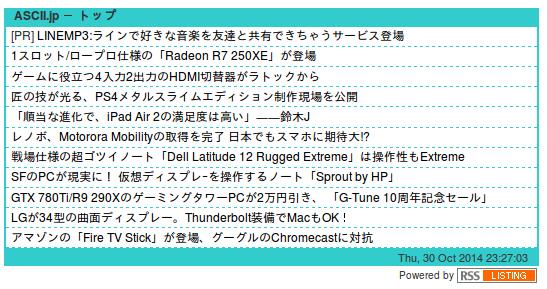 ASCII.jp － トップ
[PR] LINEMP3:ラインで好きな音楽を友達と共有できちゃうサービス登場
1スロット/ロープロ仕様の「Radeon R7 250XE」が登場
ゲームに役立つ4入力2出力のHDMI切替器がラトックから
匠の技が光る、PS4メタルスライムエディション制作現場を公開
「順当な進化で、iPad Air 2の満足度は高い」――鈴木J
レノボ、Motorora Mobilityの取得を完了 日本でもスマホに期待大!?
戦場仕様の超ゴツイノート「Dell Latitude 12 Rugged Extreme」は操作性もExtreme
SFのPCが現実に！ 仮想ディスプレｰを操作するノート「Sprout by HP」
GTX 780Ti/R9 290XのゲーミングタワーPCが2万円引き、 「G-Tune 10周年記念セール」
LGが34型の曲面ディスプレー。Thunderbolt装備でMacもOK！
アマゾンの「Fire TV Stick」が登場、グーグルのChromecastに対抗
Thu, 30 Oct 2014 23:27:03
Powered by RSS LISTING